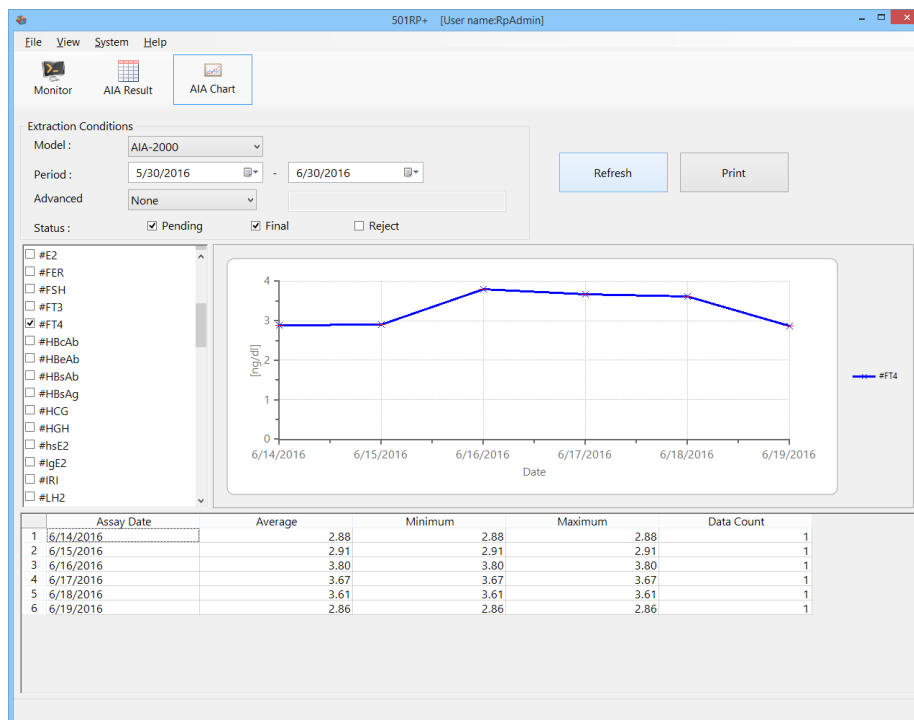 501RP+ [User name:RpAdmin]
File View System Help
Monitor AIA Result AIA Chart
Extraction Conditions
Model : AIA-2000
Period : 5/30/2016 - 6/30/2016
Refresh Print
Advanced None
Status : Pending Final Reject
#E2
#FER
#FSH
#FT3
#FT4
#HBcAb
#HBeAb
#HBsAb
#HBsAg
#HCG
#HGH
#hsE2
#IgE2
#IRI
#LH2
4
3
2
1
0
[ng/dl]
6/14/2016 6/15/2016 6/16/2016 6/17/2016 6/18/2016 6/19/2016
Date
#FT4
Assay Date Average Minimum Maximum Data Count
1 6/14/2016 2.88 2.88 2.88 1
2 6/15/2016 2.91 2.91 2.91 1
3 6/16/2016 3.80 3.80 3.80 1
4 6/17/2016 3.67 3.67 3.67 1
5 6/18/2016 3.61 3.61 3.61 1
6 6/19/2016 2.86 2.86 2.86 1